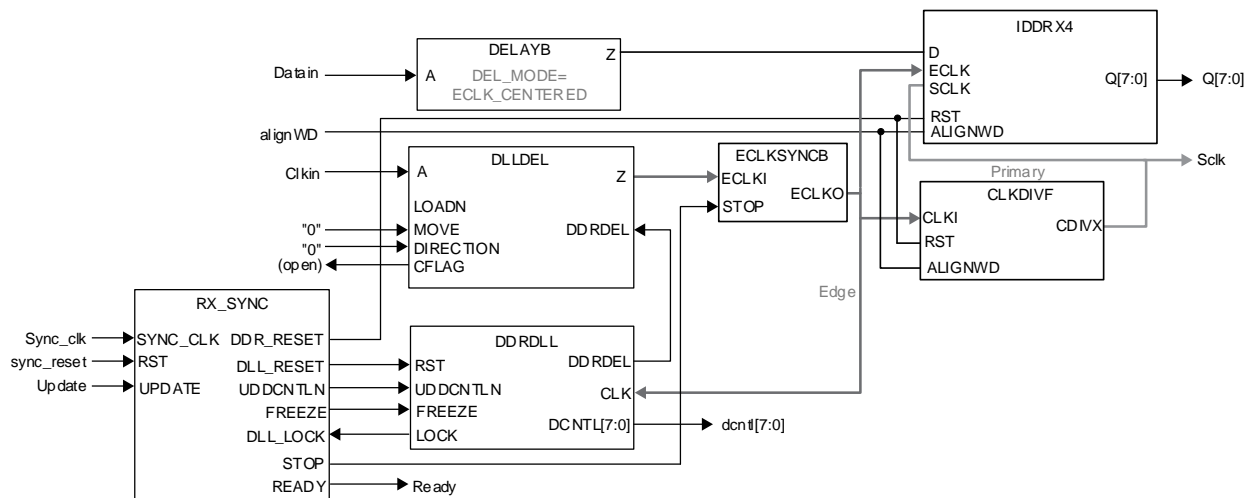 IDDRX4
D
ECLK
SCLK
RST
ALIGNWD
Q[7:0]
Q[7:0]
DELAYB
A
Z
DEL_MODE=
ECLK_CENTERED
Datain
alignWD
Clkin
DLLDEL
A
Z
LOADN
MOVE
DIRECTION
CFLAG
DDRDEL
"0"
"0"
(open)
ECLKSYNCB
ECLKI
ECLKO
STOP
Primary
Sclk
CLKDIVF
CLKI
CDIVX
RST
ALIGNWD
Edge
RX_SYNC
Sync_clk
sync_reset
Update
SYNC_CLK
RST
UPDATE
DDR_RESET
DLL_RESET
UDDCNTLN
FREEZE
DLL_LOCK
STOP
READY
Ready
DDRDLL
RST
UDDCNTLN
FREEZE
LOCK
DDRDEL
CLK
DCNTL[7:0]
dcntl[7:0]